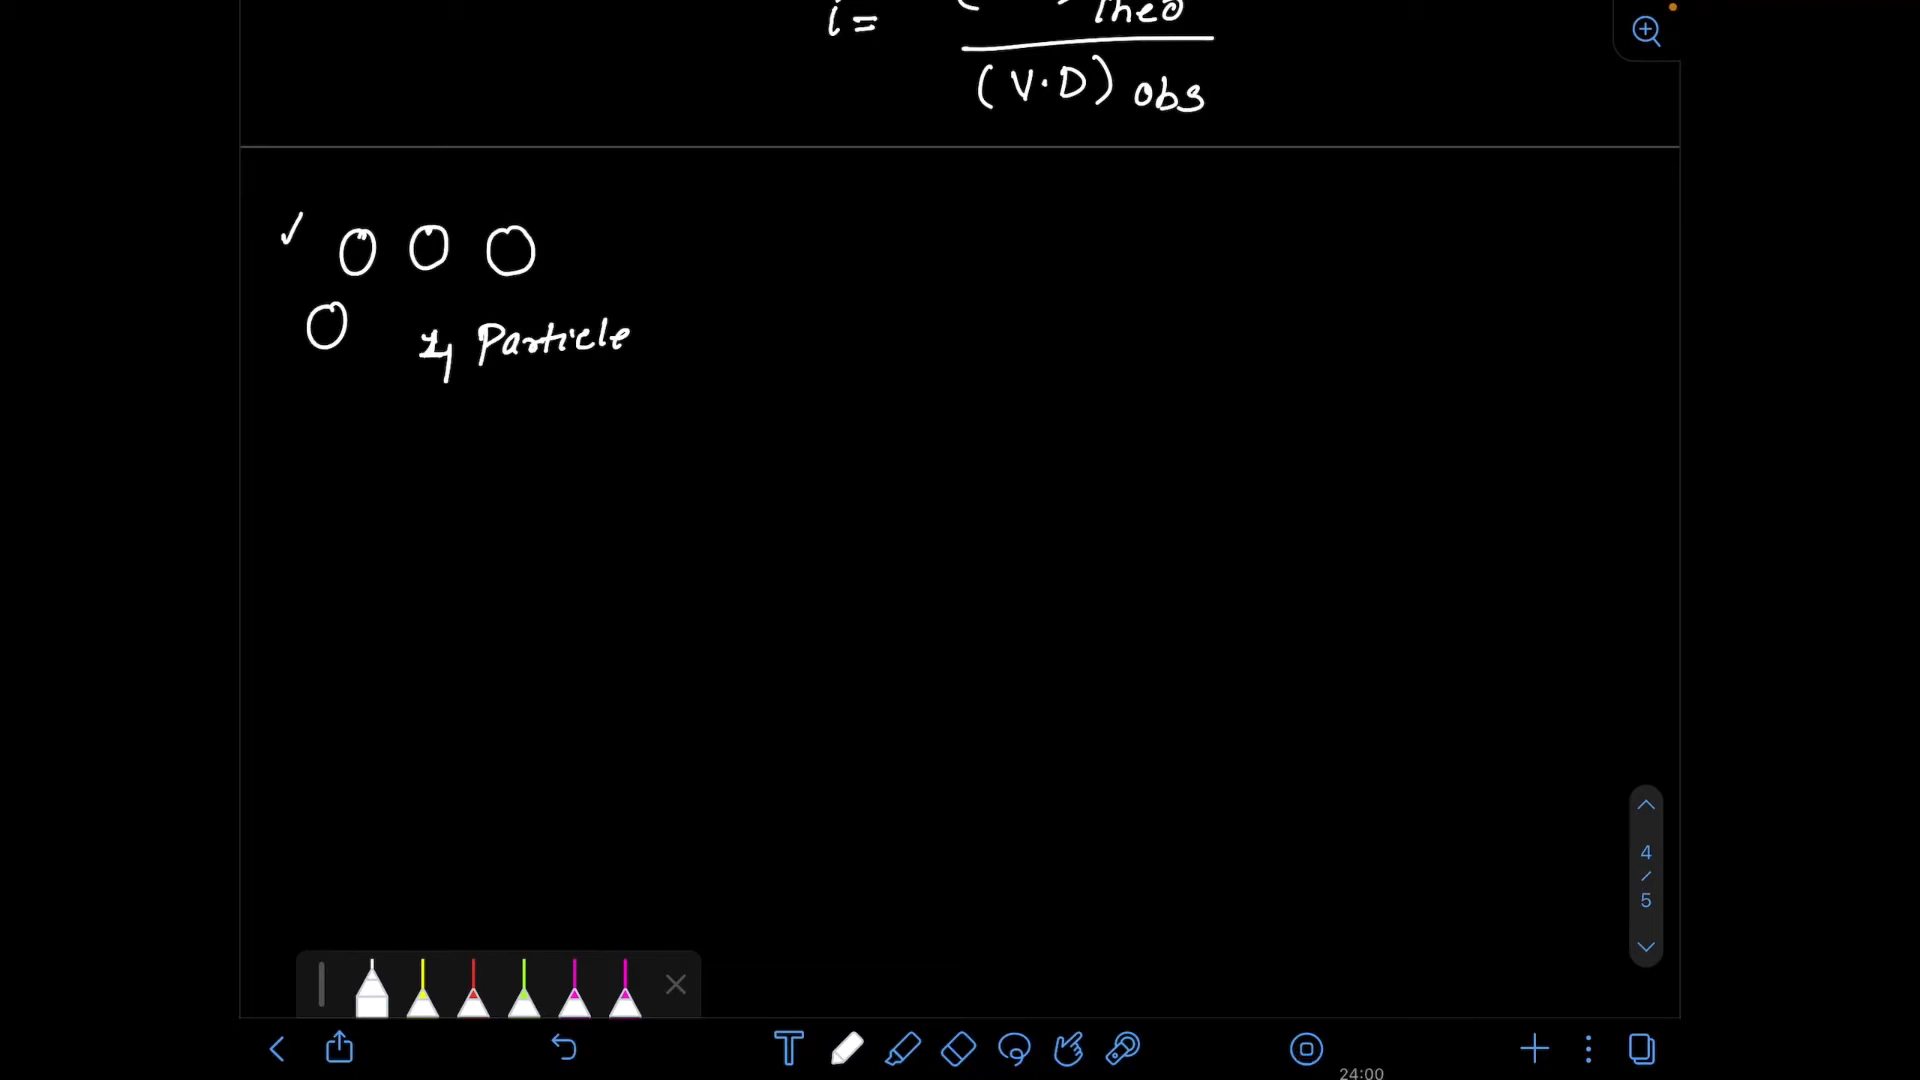 i = Theo
(V·D) obs
4 Particle
4
/
5
T
24:00